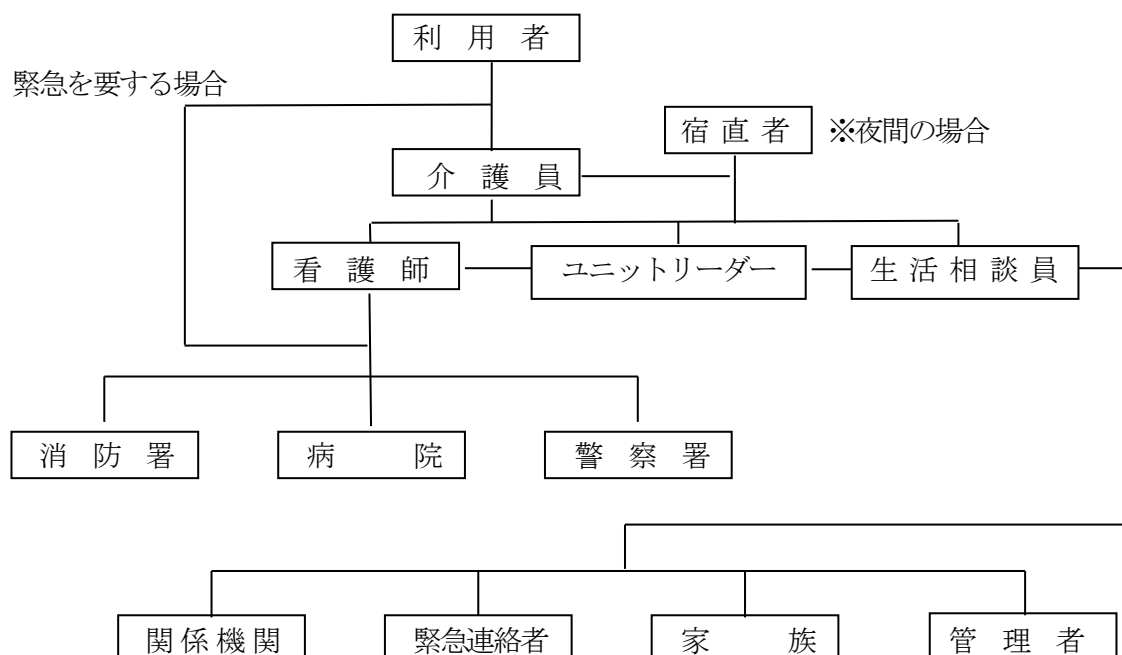 利用者
緊急を要する場合
宿直者 ※夜間の場合
介護員
看護師 ユニットリーダー 生活相談員
消防署 病院 警察署
関係機関 緊急連絡者 家族 管理者